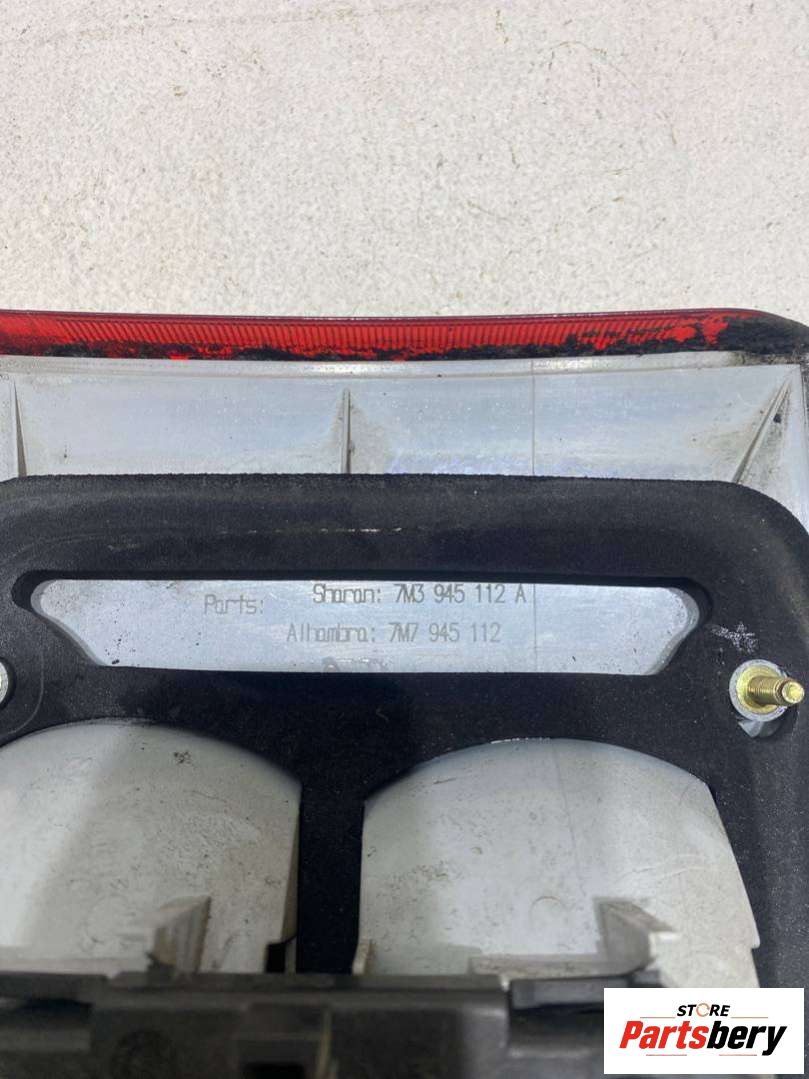 Parts: Sharan: 7M3 945 112 A
Alhambra: 7M7 945 112
STORE
Partsbery